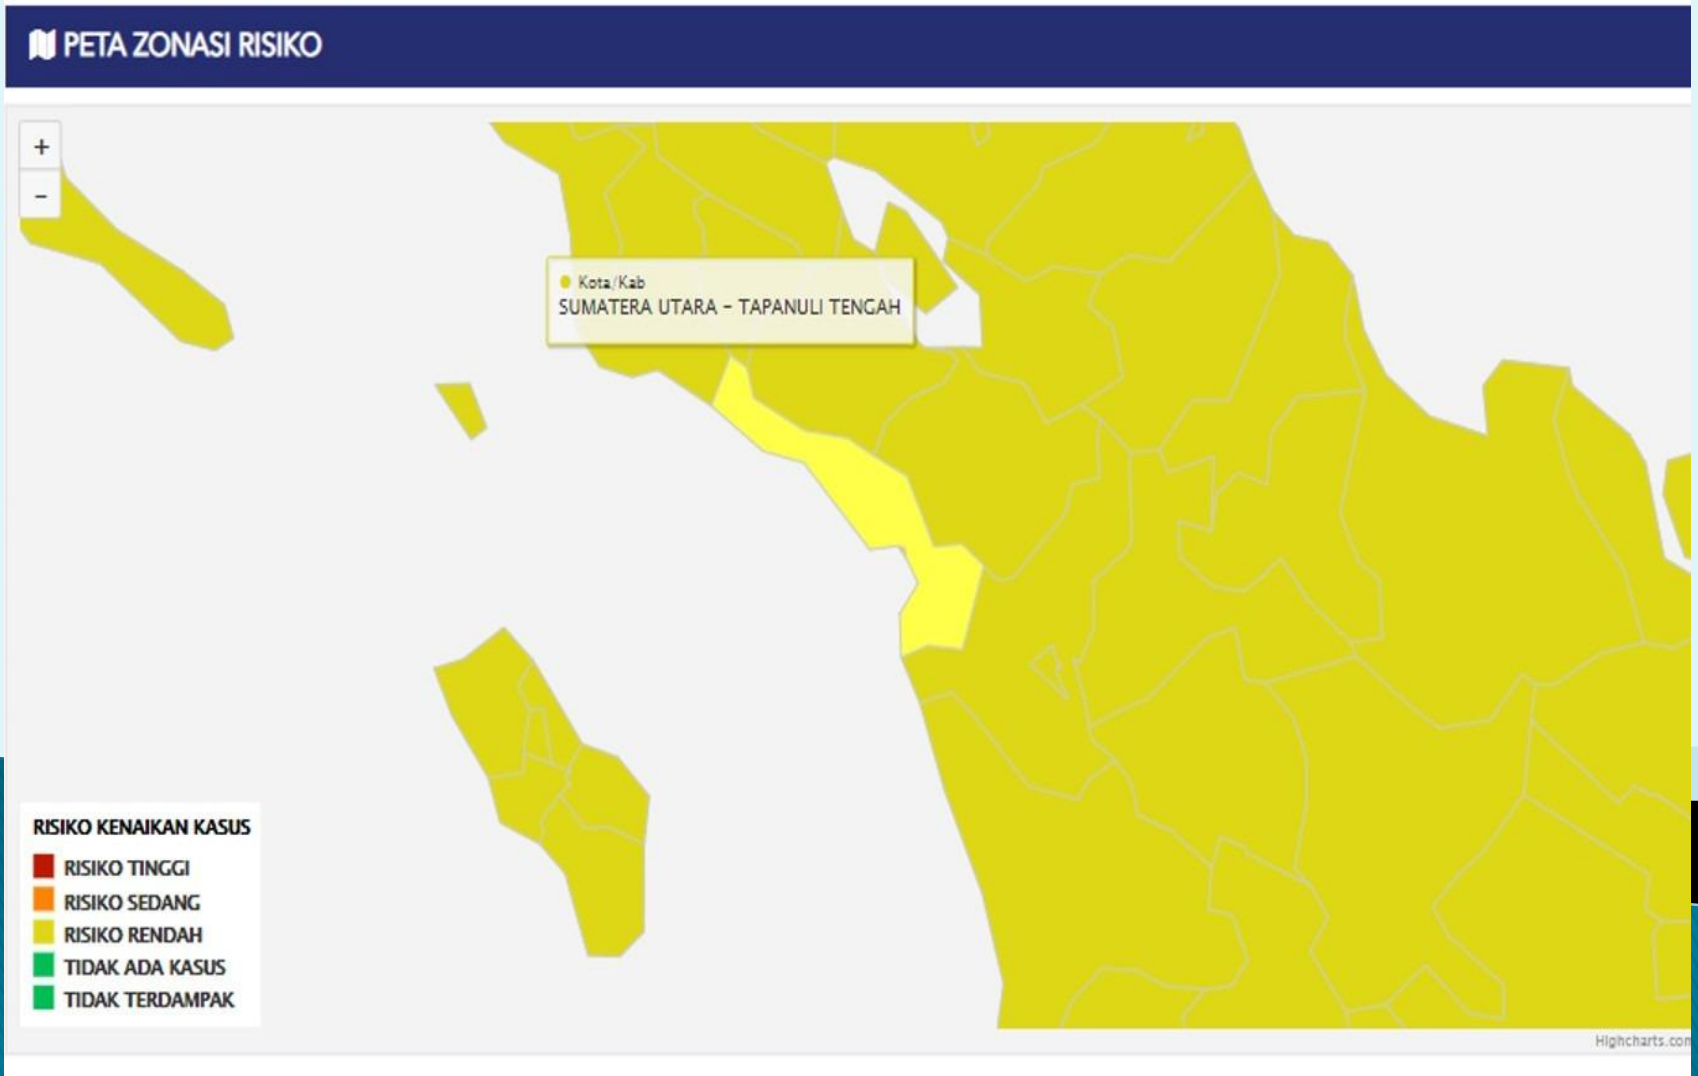 PETA ZONASI RISIKO
+
-
Kota/Kab
SUMATERA UTARA - TAPANULI TENGAH
RISIKO KENAIKAN KASUS
RISIKO TINGGI
RISIKO SEDANG
RISIKO RENDAH
TIDAK ADA KASUS
TIDAK TERDAMPAK
Highcharts.com